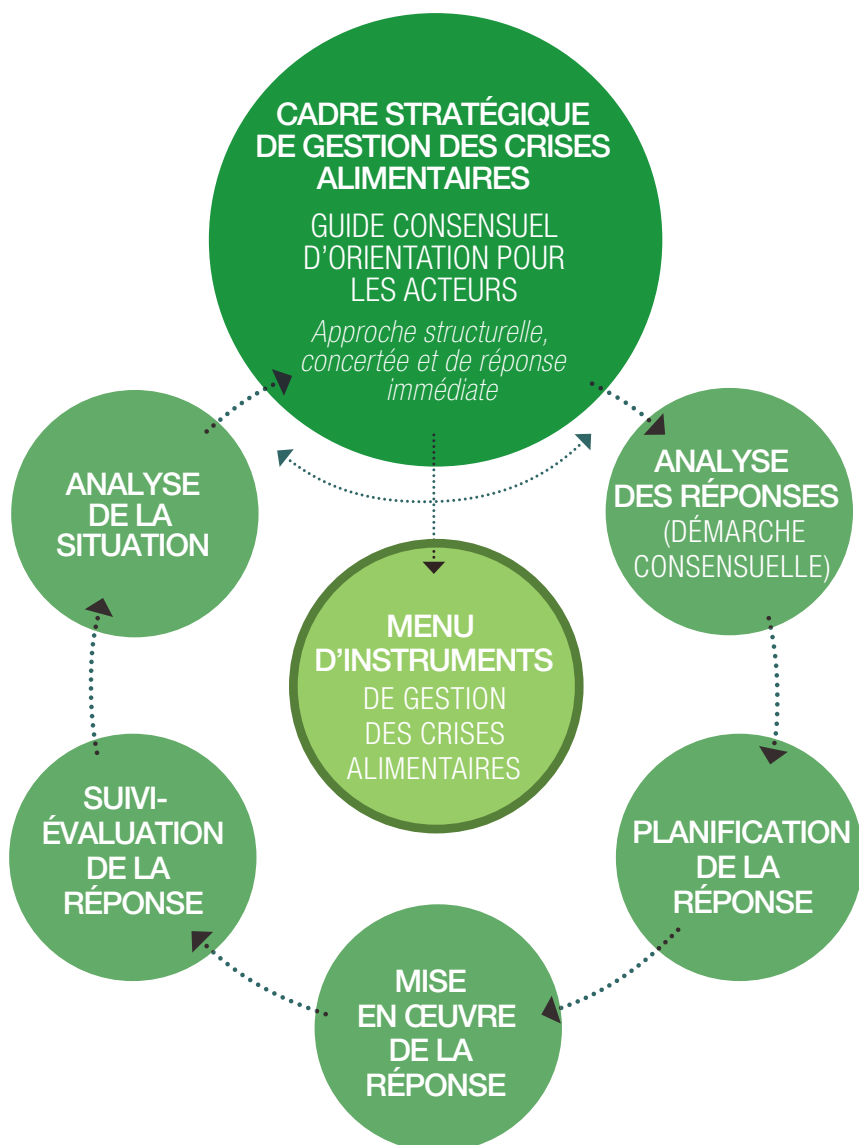 CADRE STRATÉGIQUE
DE GESTION DES CRISES
ALIMENTAIRES
GUIDE CONSENSUEL
D'ORIENTATION POUR
LES ACTEURS
Approche structurelle,
concertée et de réponse
immédiate
ANALYSE
DES RÉPONSES
(DÉMARCHE
CONSENSUELLE)
PLANIFICATION
DE LA
RÉPONSE
MISE
EN ŒUVRE
DE LA
RÉPONSE
SUIVI-
ÉVALUATION
DE LA
RÉPONSE
ANALYSE
DE LA
SITUATION
MENU
D'INSTRUMENTS
DE GESTION
DES CRISES
ALIMENTAIRES